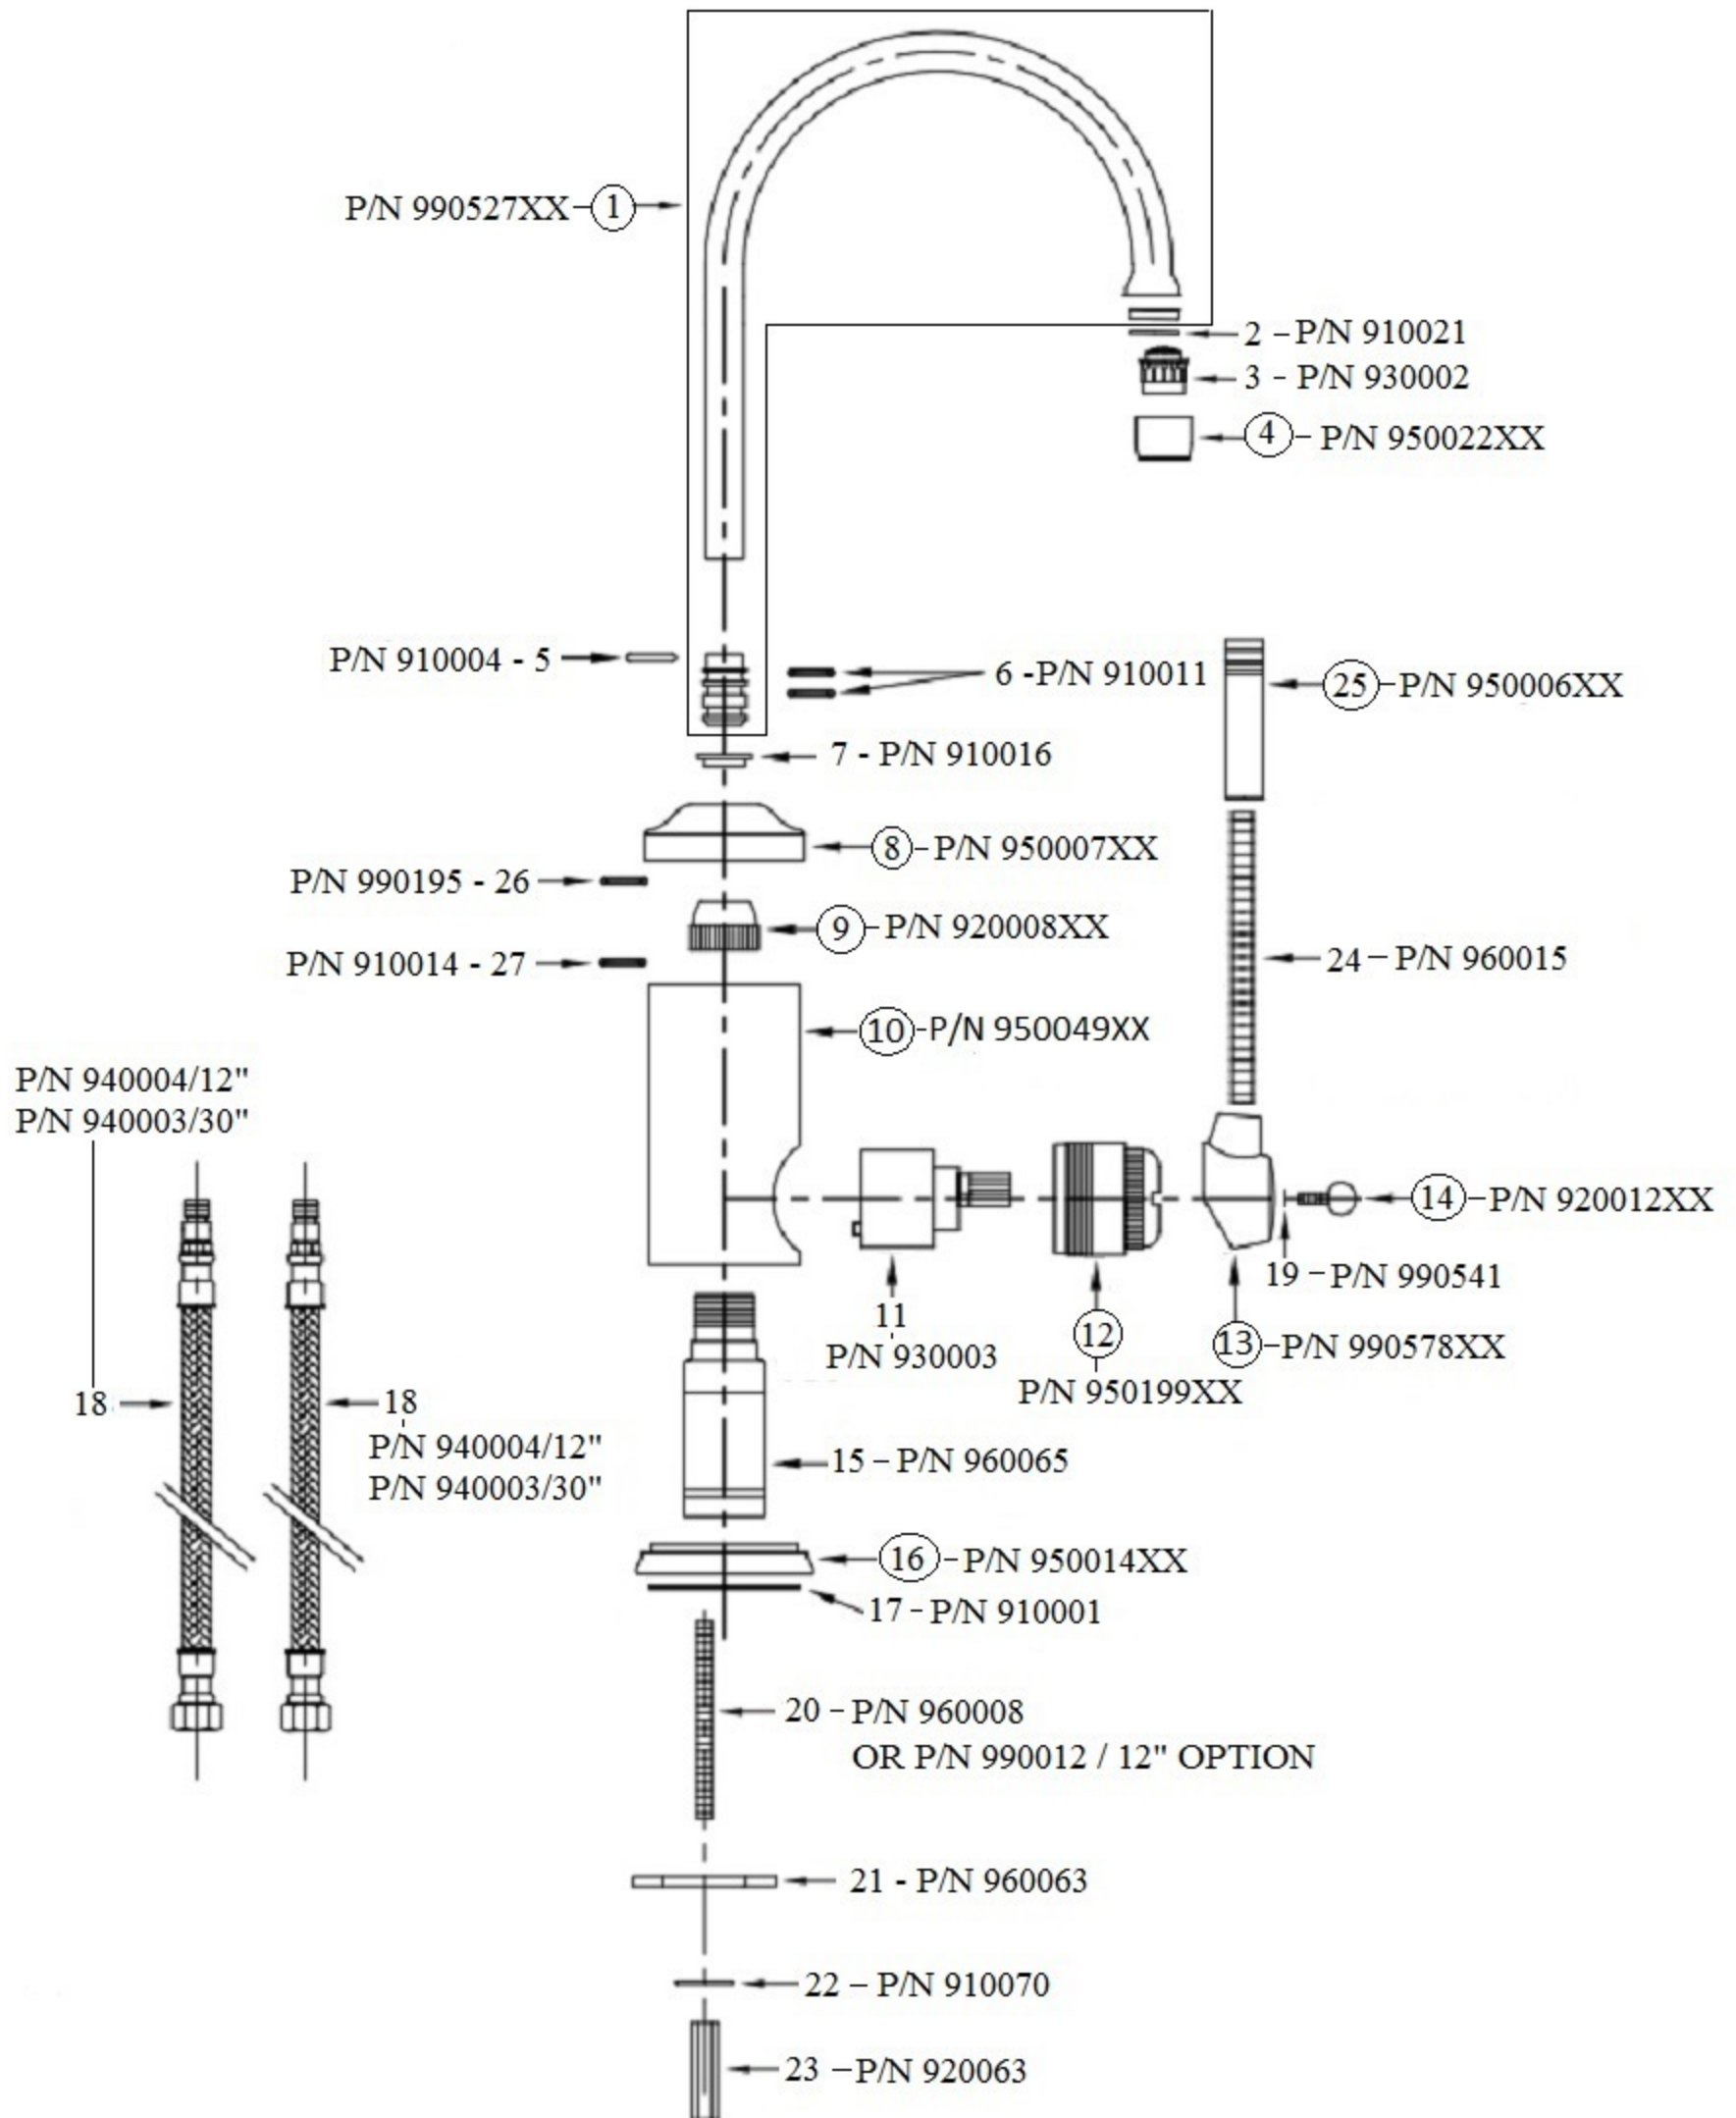 P/N 990527XX - 1
2 - P/N 910021
3 - P/N 930002
4 - P/N 950022XX
P/N 910004 - 5
6 -P/N 910011
25 - P/N 950006XX
7 - P/N 910016
8 - P/N 950007XX
P/N 990195 - 26
9 - P/N 920008XX
P/N 910014 - 27
24 - P/N 960015
10 -P/N 950049XX
P/N 940004/12"
P/N 940003/30"
14 -P/N 920012XX
19 - P/N 990541
11
P/N 930003
12
P/N 950199XX
13 -P/N 990578XX
18
18
P/N 940004/12"
P/N 940003/30"
15 - P/N 960065
16 - P/N 950014XX
17 - P/N 910001
20 - P/N 960008
OR P/N 990012 / 12" OPTION
21 - P/N 960063
22 - P/N 910070
23 - P/N 920063